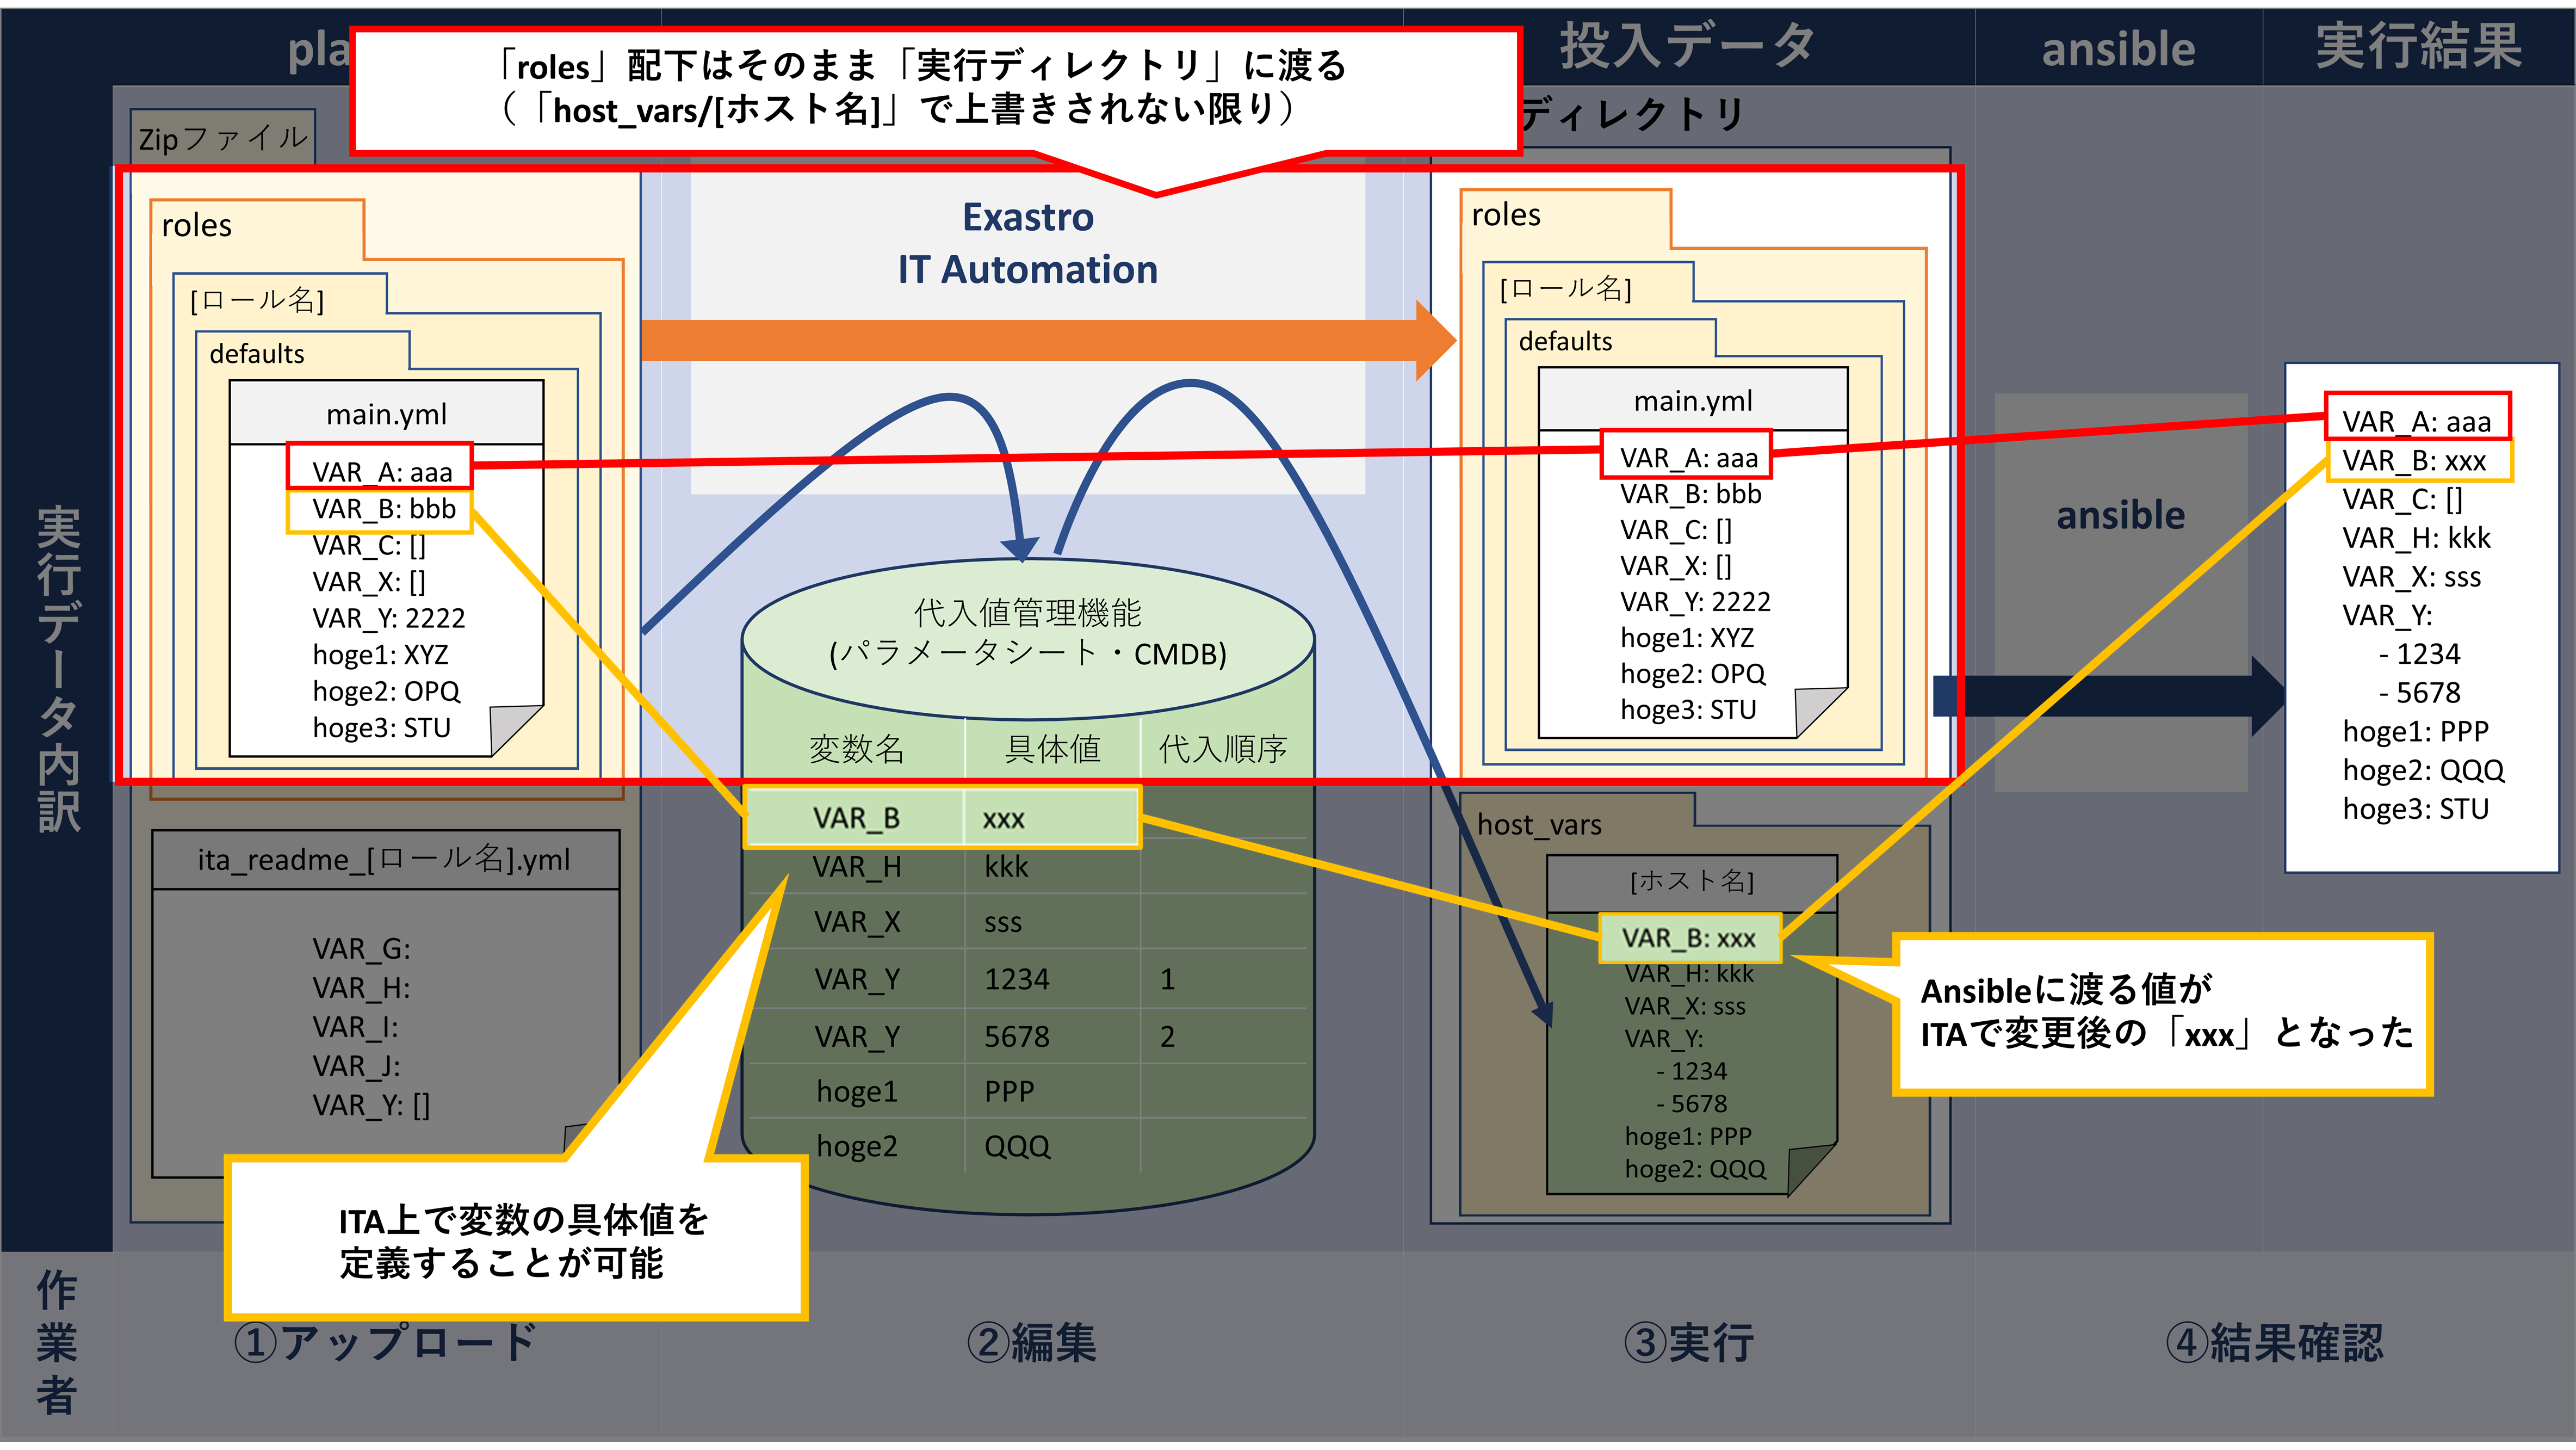 pla
投入データ
ansible
実行結果
「roles」配下はそのまま「実行ディレクトリ」に渡る
（「host_vars/[ホスト名]」で上書きされない限り）
ディレクトリ
Zipファイル
実行データ内訳
roles
[ロール名]
defaults
main.yml
VAR_A: aaa
VAR_B: bbb
VAR_C: []
VAR_X: []
VAR_Y: 2222
hoge1: XYZ
hoge2: OPQ
hoge3: STU
ita_readme_[ロール名].yml
VAR_G:
VAR_H:
VAR_I:
VAR_J:
VAR_Y: []
Exastro
IT Automation
代入値管理機能
(パラメータシート・CMDB)
変数名 具体値 代入順序
VAR_B xxx
VAR_H kkk
VAR_X sss
VAR_Y 1234 1
VAR_Y 5678 2
hoge1 PPP
hoge2 QQQ
ITA上で変数の具体値を
定義することが可能
roles
[ロール名]
defaults
main.yml
VAR_A: aaa
VAR_B: bbb
VAR_C: []
VAR_X: []
VAR_Y: 2222
hoge1: XYZ
hoge2: OPQ
hoge3: STU
host_vars
[ホスト名]
VAR_B: xxx
VAR_H: kkk
VAR_X: sss
VAR_Y:
- 1234
- 5678
hoge1: PPP
hoge2: QQQ
Ansibleに渡る値が
ITAで変更後の「xxx」となった
ansible
VAR_A: aaa
VAR_B: xxx
VAR_C: []
VAR_H: kkk
VAR_X: sss
VAR_Y:
- 1234
- 5678
hoge1: PPP
hoge2: QQQ
hoge3: STU
作業者
①アップロード
②編集
③実行
④結果確認